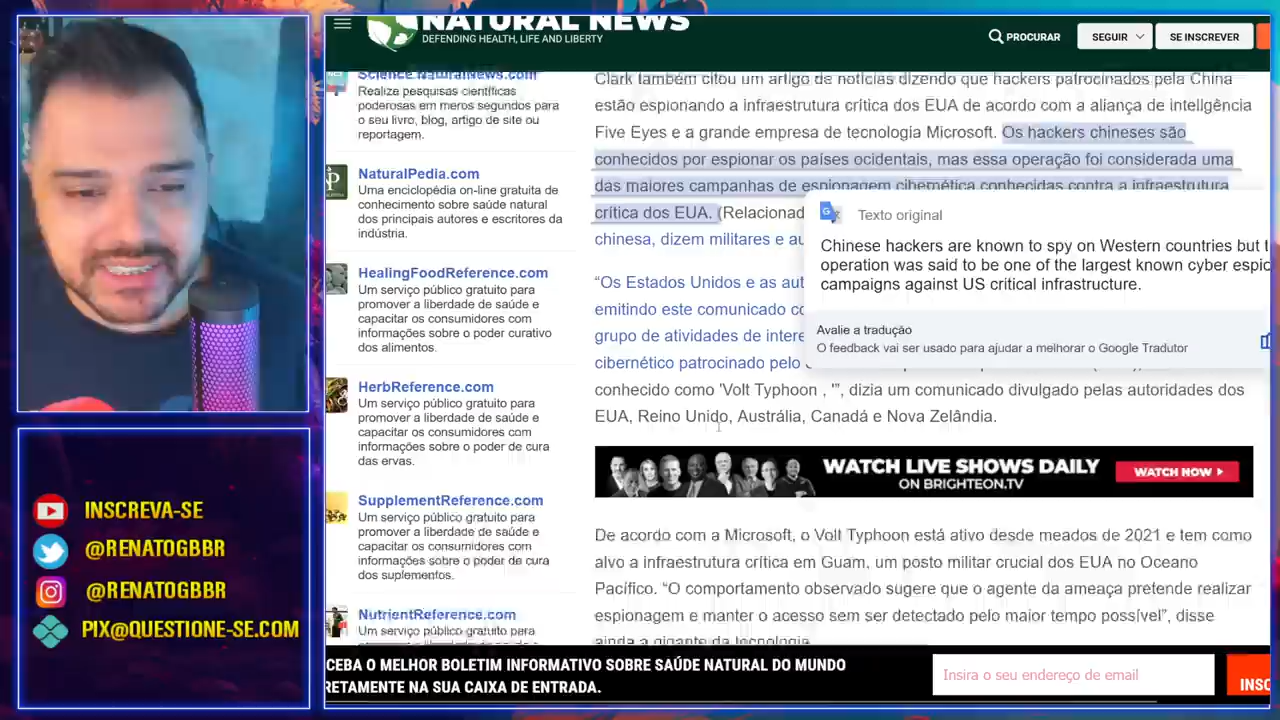 NATURAL NEWS
DEFENDING HEALTH, LIFE AND LIBERTY
PROCURAR
SEGUIR
SE INSCREVER
Science.NaturalNews.com
Realize pesquisas científicas
poderosas em meros segundos para
o seu livro, blog, artigo de site ou
reportagem.
NaturalPedia.com
Uma enciclopédia on-line gratuita de
conhecimento sobre saúde natural
dos principais autores e escritores da
indústria.
HealingFoodReference.com
Um serviço público gratuito para
promover a liberdade de saúde e
capacitar os consumidores com
informações sobre o poder curativo
dos alimentos.
HerbReference.com
Um serviço público gratuito para
promover a liberdade de saúde e
capacitar os consumidores com
informações sobre o poder de cura
das ervas.
SupplementReference.com
Um serviço público gratuito para
promover a liberdade de saúde e
capacitar os consumidores com
informações sobre o poder de cura
dos suplementos.
NutrientReference.com
Um serviço público gratuito para
Clark também citou um artigo de notícias dizendo que hackers patrocinados pela China
estão espionando a infraestrutura crítica dos EUA de acordo com a aliança de inteligência
Five Eyes e a grande empresa de tecnologia Microsoft. Os hackers chineses são
conhecidos por espionar os países ocidentais, mas essa operação foi considerada uma
das maiores campanhas de espionagem cibernética conhecidas contra a infraestrutura
crítica dos EUA. (Relacionad
chinesa, dizem militares e au
“Os Estados Unidos e as aut
emitindo este comunicado co
grupo de atividades de intere
cibernético patrocinado pelo
conhecido como 'Volt Typhoon , '”, dizia um comunicado divulgado pelas autoridades dos
EUA, Reino Unido, Austrália, Canadá e Nova Zelândia.
Texto original
Chinese hackers are known to spy on Western countries but t
operation was said to be one of the largest known cyber espic
campaigns against US critical infrastructure.
Avalie a tradução
O feedback vai ser usado para ajudar a melhorar o Google Tradutor
WATCH LIVE SHOWS DAILY
ON BRIGHTEON.TV
WATCH NOW
De acordo com a Microsoft, o Volt Typhoon está ativo desde meados de 2021 e tem como
alvo a infraestrutura crítica em Guam, um posto militar crucial dos EUA no Oceano
Pacífico. “O comportamento observado sugere que o agente da ameaça pretende realizar
espionagem e manter o acesso sem ser detectado pelo maior tempo possível”, disse
ainda a gigante da tecnologia.
CEBA O MELHOR BOLETIM INFORMATIVO SOBRE SAÚDE NATURAL DO MUNDO
RETAMENTE NA SUA CAIXA DE ENTRADA.
Insira o seu endereço de email
INSC
INSCREVA-SE
@RENATOGBBR
@RENATOGBBR
PIX@QUESTIONE-SE.COM